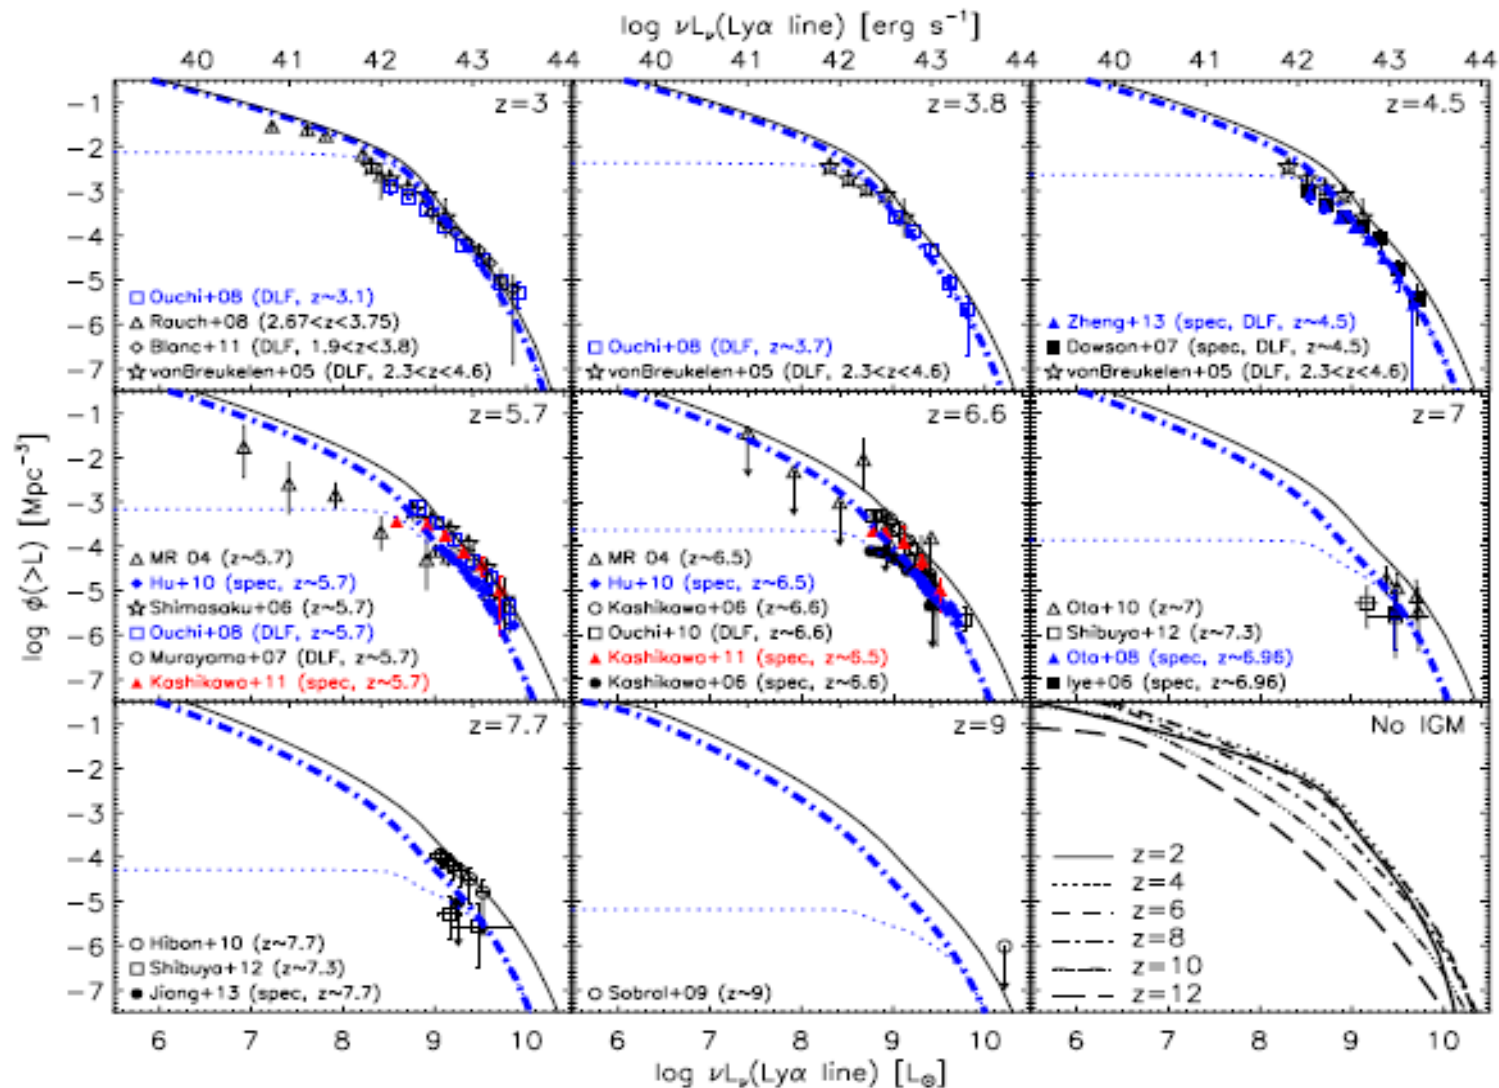 log νLν(Lyα line) [erg s⁻¹]
40 41 42 43 44 40 41 42 43 44 40 41 42 43 44
log φ(>L) [Mpc⁻³]
-1
-2
-3
-4
-5
-6
-7
z=3
□ Ouchi+08 (DLF, z~3.1)
△ Rauch+08 (2.67<z<3.75)
◇ Blanc+11 (DLF, 1.9<z<3.8)
☆ vanBreukelen+05 (DLF, 2.3<z<4.6)
z=3.8
□ Ouchi+08 (DLF, z~3.7)
☆ vanBreukelen+05 (DLF, 2.3<z<4.6)
z=4.5
▲ Zheng+13 (spec, DLF, z~4.5)
■ Dawson+07 (spec, DLF, z~4.5)
☆ vanBreukelen+05 (DLF, 2.3<z<4.6)
-1
-2
-3
-4
-5
-6
-7
z=5.7
△ MR 04 (z~5.7)
◆ Hu+10 (spec, z~5.7)
☆ Shimasaku+06 (z~5.7)
□ Ouchi+08 (DLF, z~5.7)
○ Murayama+07 (DLF, z~5.7)
▲ Kashikawa+11 (spec, z~5.7)
z=6.6
△ MR 04 (z~6.5)
◆ Hu+10 (spec, z~6.5)
○ Kashikawa+06 (z~6.6)
□ Ouchi+10 (DLF, z~6.6)
▲ Kashikawa+11 (spec, z~6.5)
● Kashikawa+06 (spec, z~6.6)
z=7
△ Ota+10 (z~7)
□ Shibuya+12 (z~7.3)
▲ Ota+08 (spec, z~6.96)
■ Iye+06 (spec, z~6.96)
-1
-2
-3
-4
-5
-6
-7
z=7.7
○ Hibon+10 (z~7.7)
□ Shibuya+12 (z~7.3)
● Jiang+13 (spec, z~7.7)
z=9
○ Sobral+09 (z~9)
No IGM
z=2
z=4
z=6
z=8
z=10
z=12
6 7 8 9 10 6 7 8 9 10 6 7 8 9 10
log νLν(Lyα line) [L⊙]